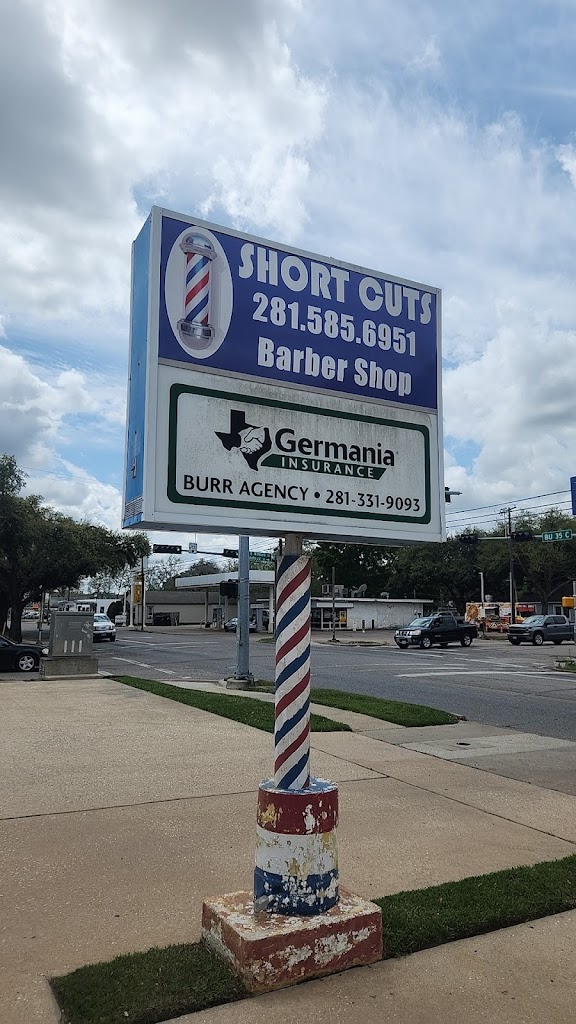 SHORT CUTS
281.585.6951
Barber Shop
Germania
INSURANCE
BURR AGENCY • 281-331-9093
BU 35 C